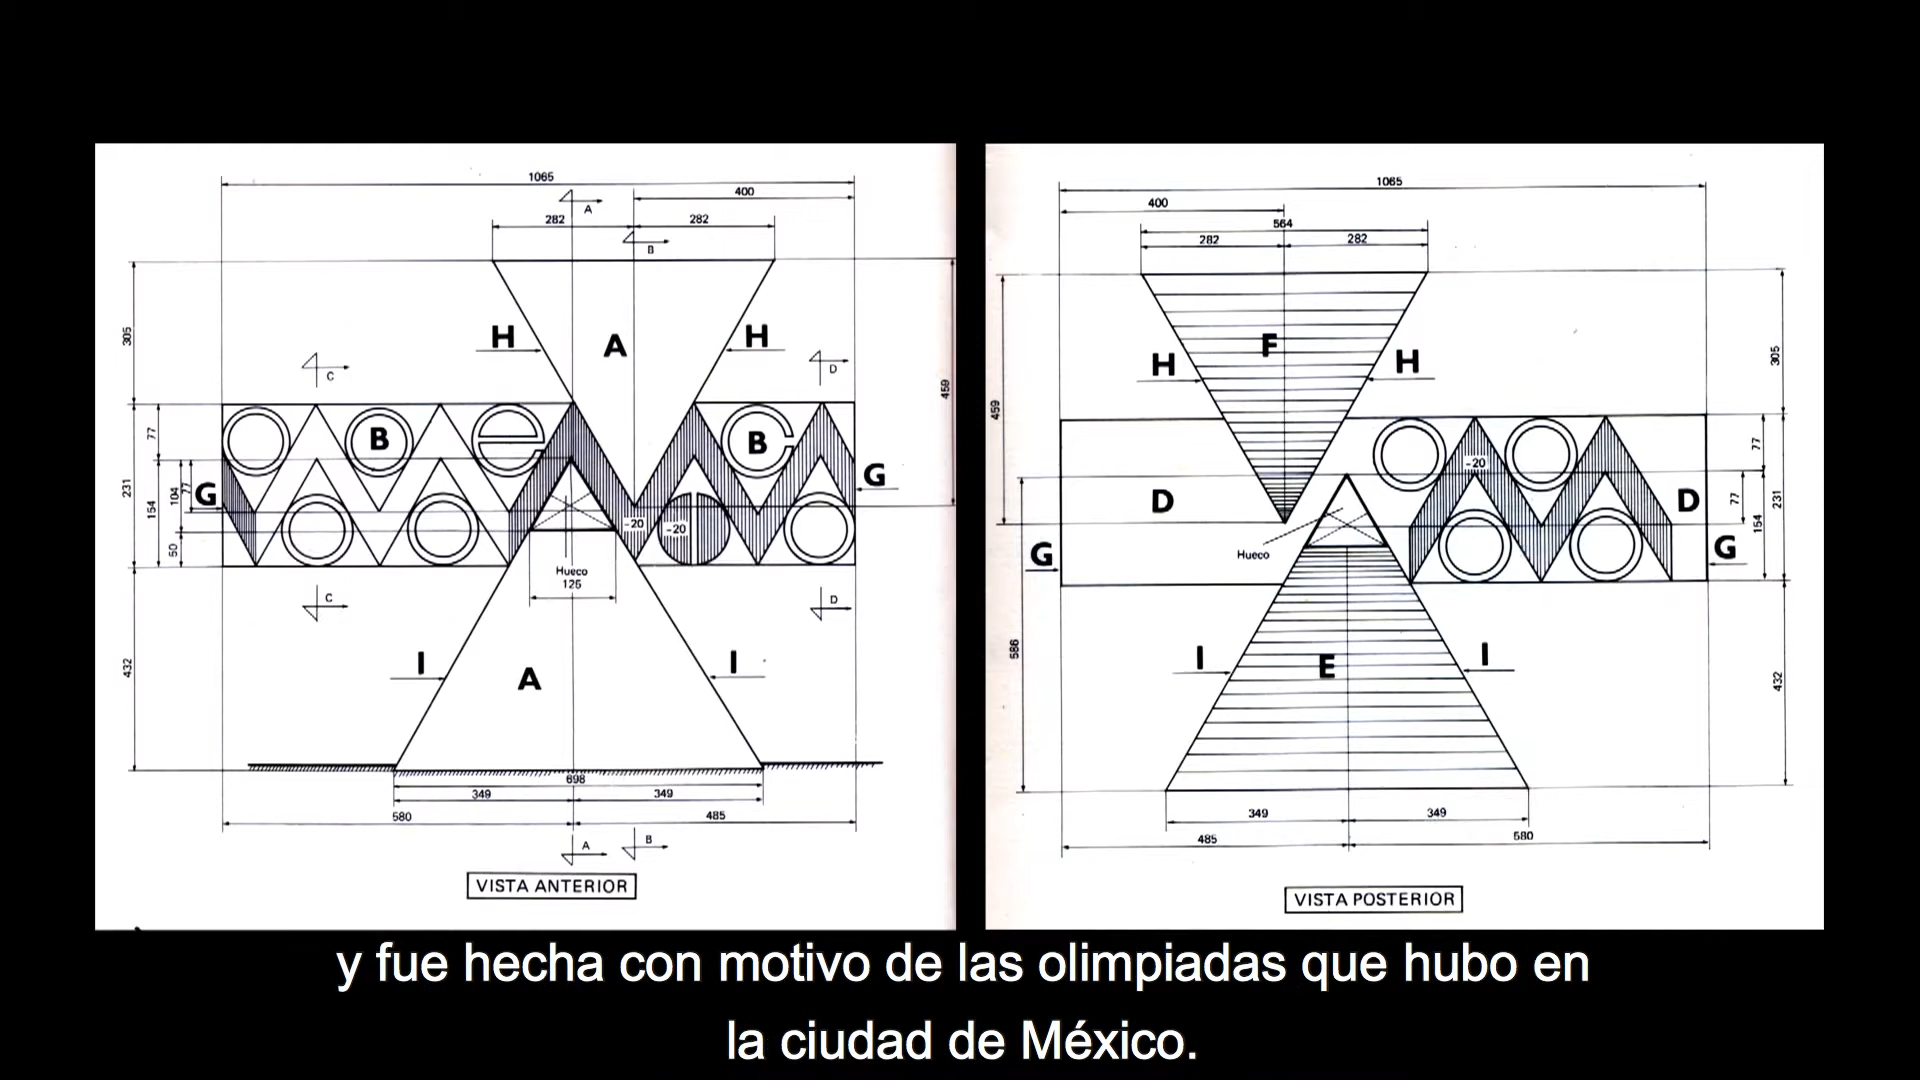 1065
400
A
282
282
B
H
A
H
305
459
C
D
B
B
e
C
77
G
G
231
154
104
77
-20
-20
50
Hueco
125
C
D
I
A
I
432
698
349
349
580
485
A
B
VISTA ANTERIOR
1065
400
564
282
282
F
H
H
305
459
77
-20
D
D
77
154
231
Hueco
G
G
586
I
E
I
432
349
349
485
580
VISTA POSTERIOR
y fue hecha con motivo de las olimpiadas que hubo en
la ciudad de México.